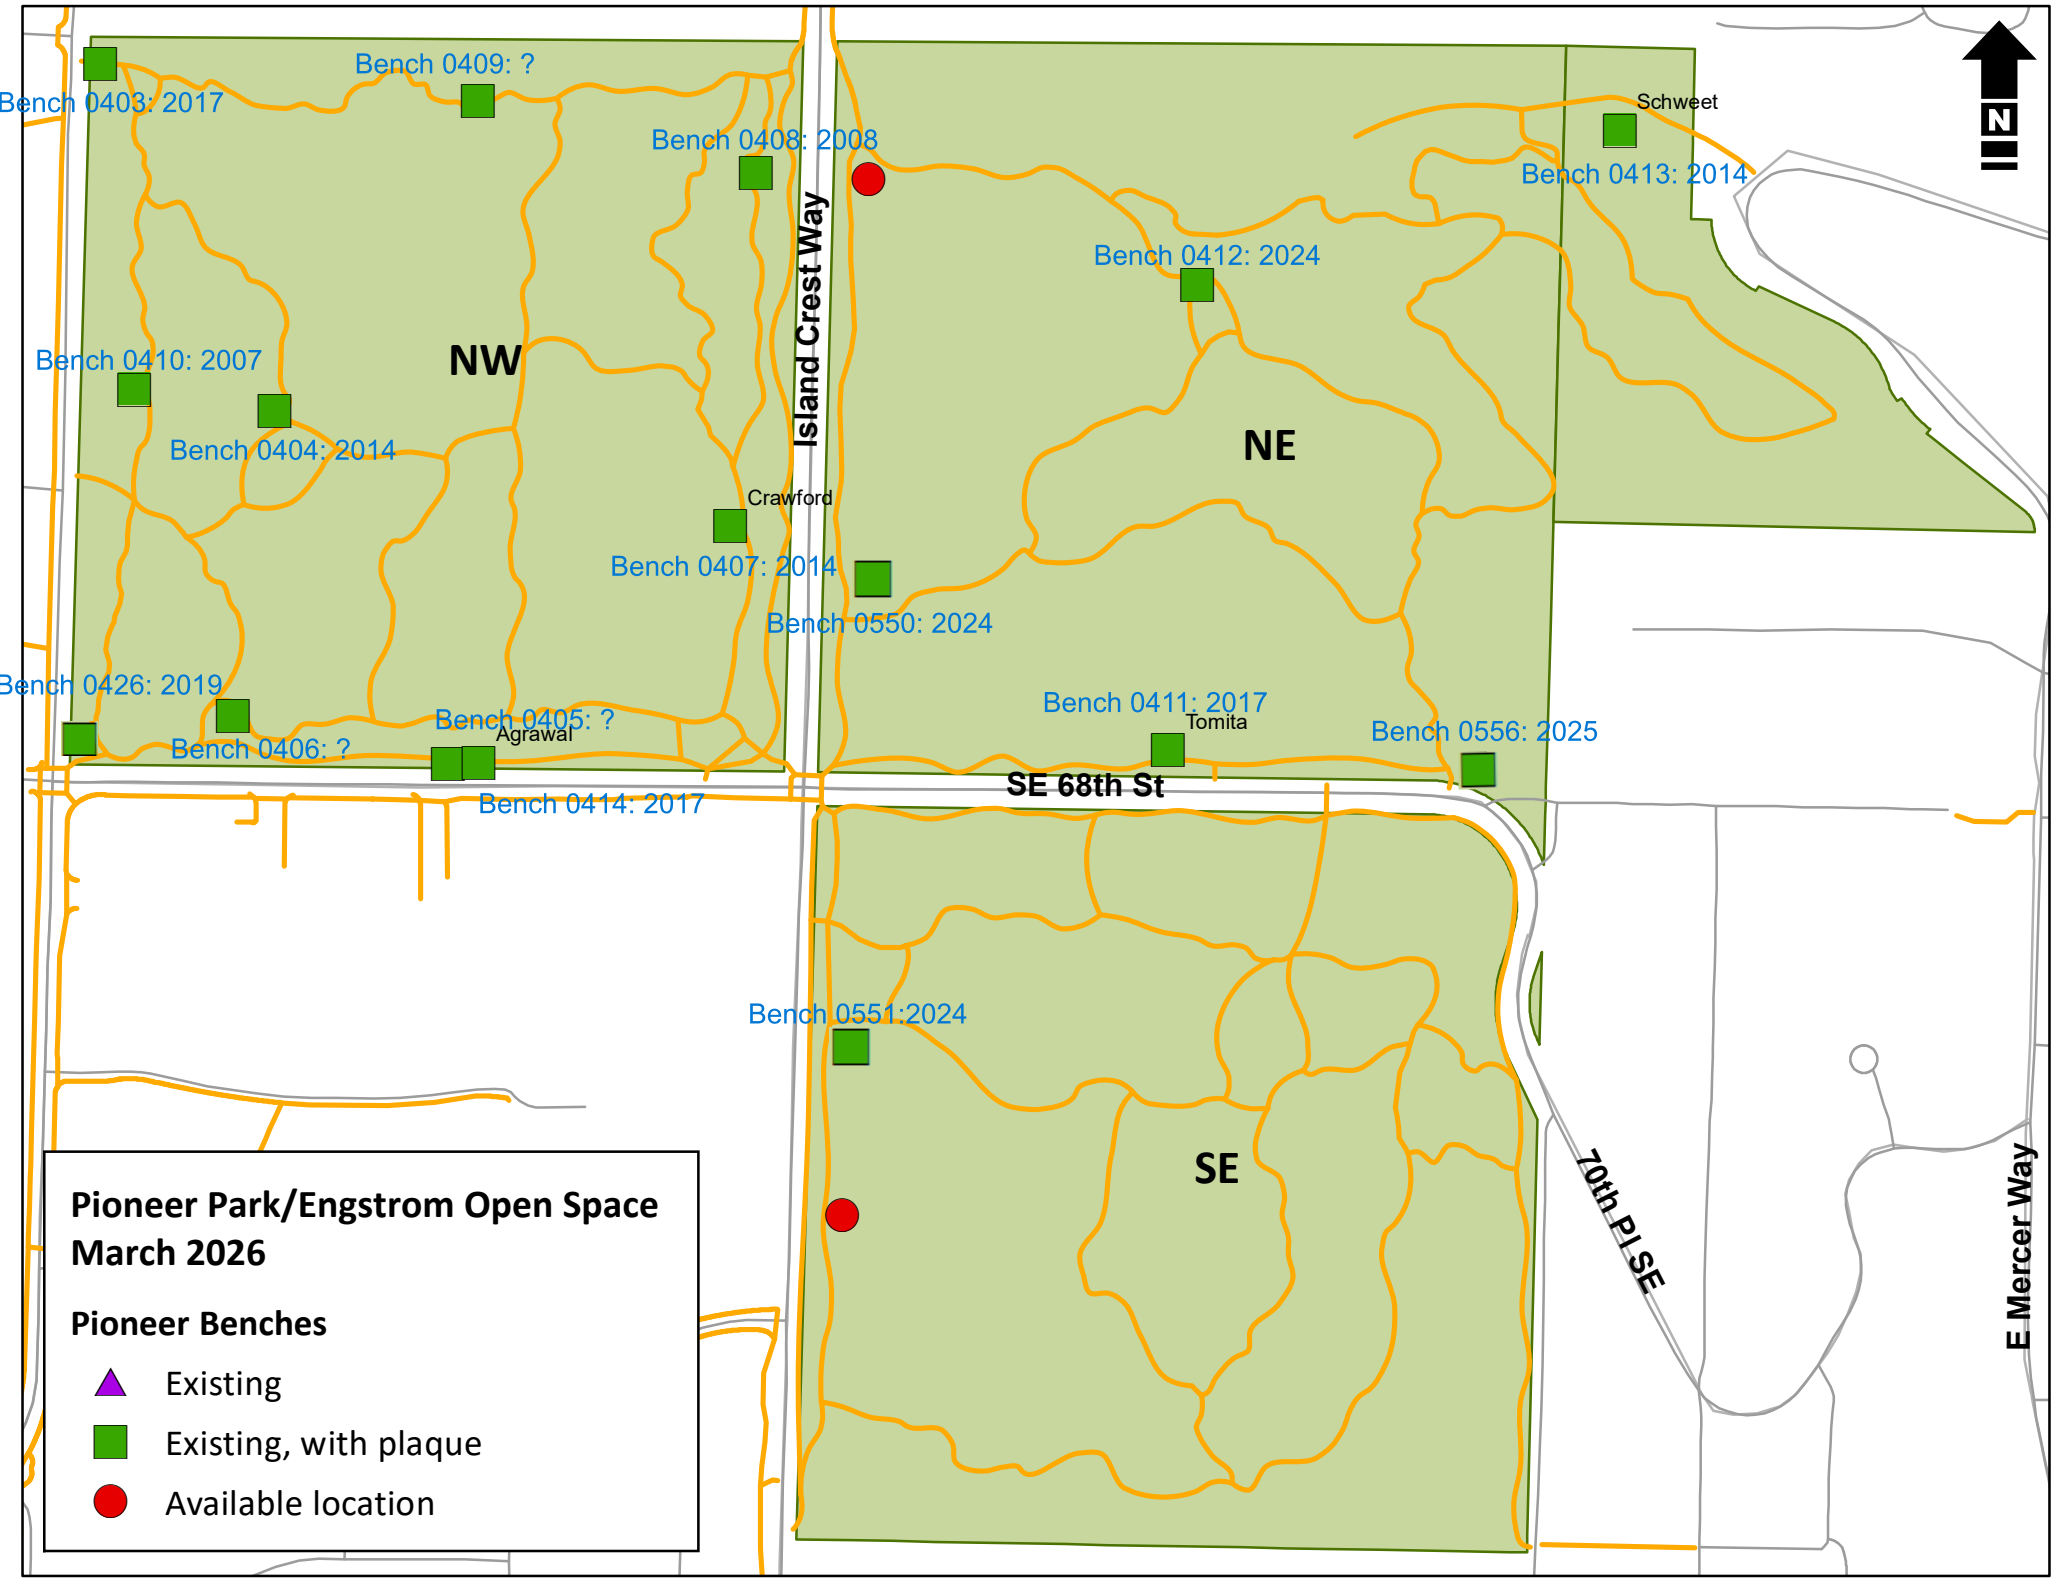 Bench 0409: ?
Bench 0403: 2017
Schweet
N
Bench 0408: 2008
Bench 0413: 2014
Island Crest Way
Bench 0412: 2024
NW
Bench 0410: 2007
NE
Bench 0404: 2014
Crawford
Bench 0407: 2014
Bench 0550: 2024
Bench 0426: 2019
Bench 0411: 2017
Tomita
Bench 0405: ?
Agrawal
Bench 0556: 2025
Bench 0406: ?
SE 68th St
Bench 0414: 2017
Bench 0551:2024
SE
70th Pl SE
E Mercer Way
Pioneer Park/Engstrom Open Space
March 2026
Pioneer Benches
Existing
Existing, with plaque
Available location